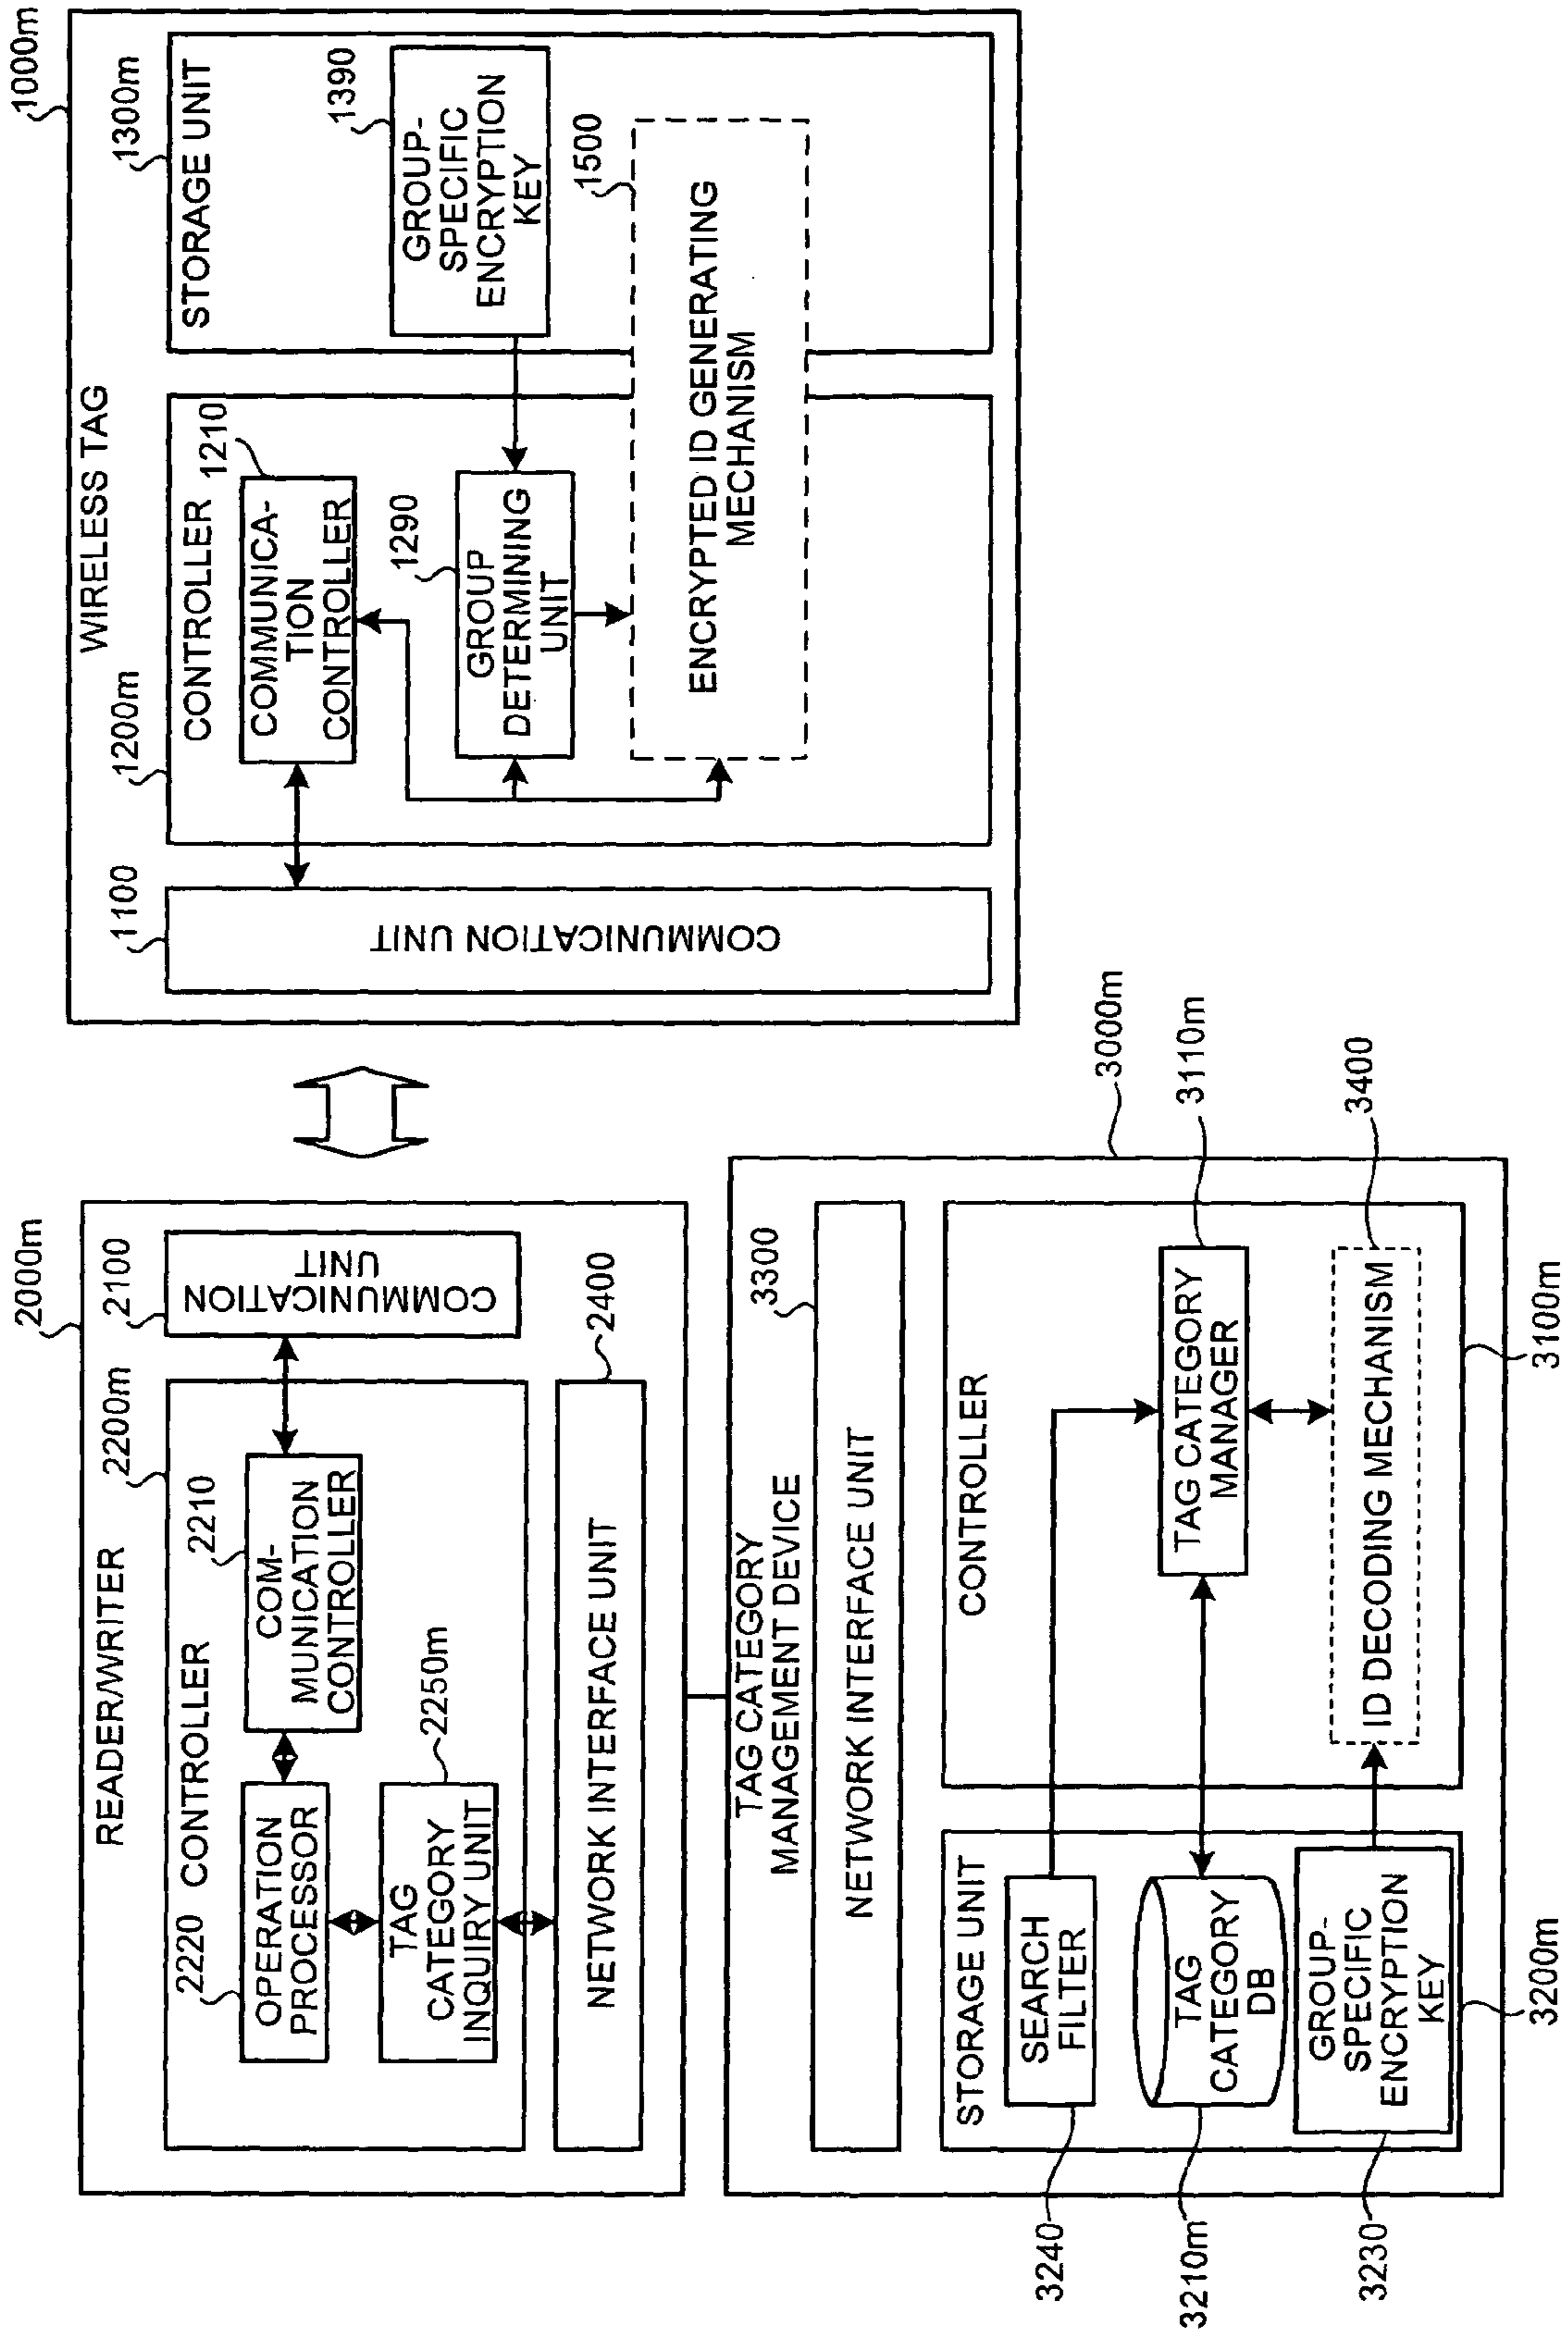 2000m
READER/WRITER
2200m
2100
CONTROLLER
2220
2210
OPERATION
PROCESSOR
COM-
MUNICATION
CONTROLLER
COMMUNICATION
UNIT
TAG
CATEGORY
INQUIRY UNIT
2250m
2400
NETWORK INTERFACE UNIT
1000m
WIRELESS TAG
1100
1200m
1300m
COMMUNICATION UNIT
CONTROLLER
1210
STORAGE UNIT
COMMUNICA-
TION
CONTROLLER
1290
1390
GROUP
DETERMINING
UNIT
GROUP-
SPECIFIC
ENCRYPTION
KEY
1500
ENCRYPTED ID GENERATING
MECHANISM
TAG CATEGORY
MANAGEMENT DEVICE
3300
3000m
NETWORK INTERFACE UNIT
STORAGE UNIT
CONTROLLER
3240
SEARCH
FILTER
3210m
TAG
CATEGORY
DB
TAG CATEGORY
MANAGER
3110m
3230
GROUP-
SPECIFIC
ENCRYPTION
KEY
ID DECODING MECHANISM
3400
3200m
3100m